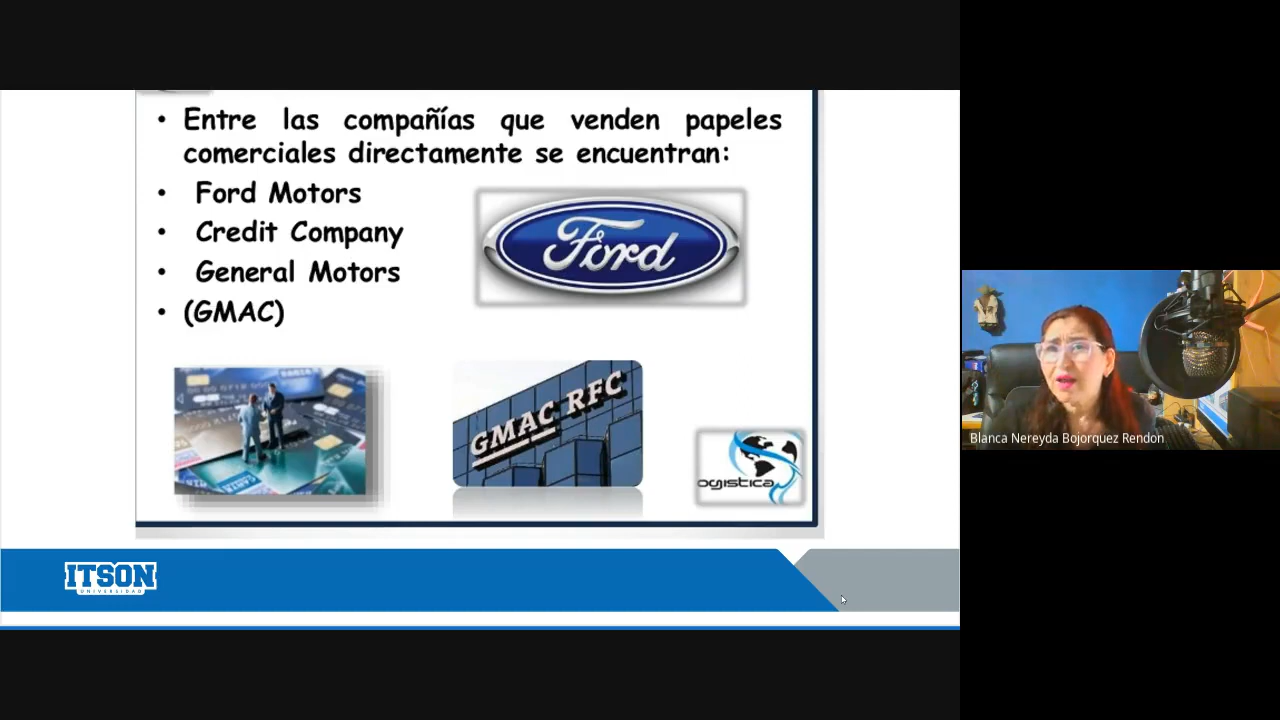 • Entre las compañías que venden papeles
comerciales directamente se encuentran:
• Ford Motors
• Credit Company
• General Motors
• (GMAC)
Ford
GMAC RFC
ogistica
ITSON
UNIVERSIDAD
Blanca Nereyda Bojorquez Rendon